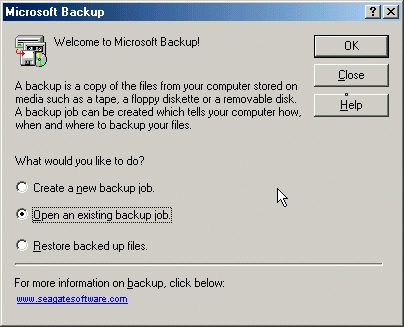 Microsoft Backup
Welcome to Microsoft Backup!
OK
Close
Help
A backup is a copy of the files from your computer stored on
media such as a tape, a floppy diskette or a removable disk.
A backup job can be created which tells your computer how,
when and where to backup your files.
What would you like to do?
Create a new backup job.
Open an existing backup job.
Restore backed up files.
For more information on backup, click below:
www.seagatesoftware.com